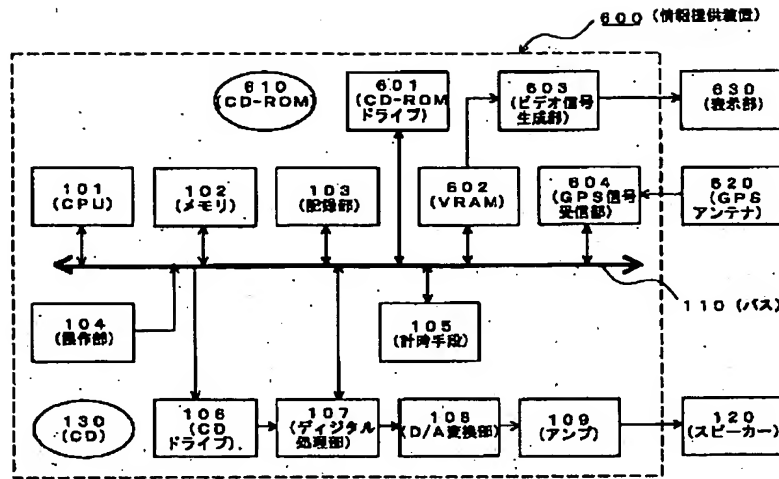 600 (情報提供装置)
610
(CD-ROM)
601
(CD-ROM
ドライブ)
603
(ビデオ信号
生成部)
630
(表示部)
101
(CPU)
102
(メモリ)
103
(記録部)
602
(VRAM)
604
(GPS信号
受信部)
620
(GPS
アンテナ)
110 (バス)
104
(操作部)
105
(計時手段)
130
(CD)
106
(CD
ドライブ)
107
(ディジタル
処理部)
108
(D/A変換部)
109
(アンプ)
120
(スピーカー)